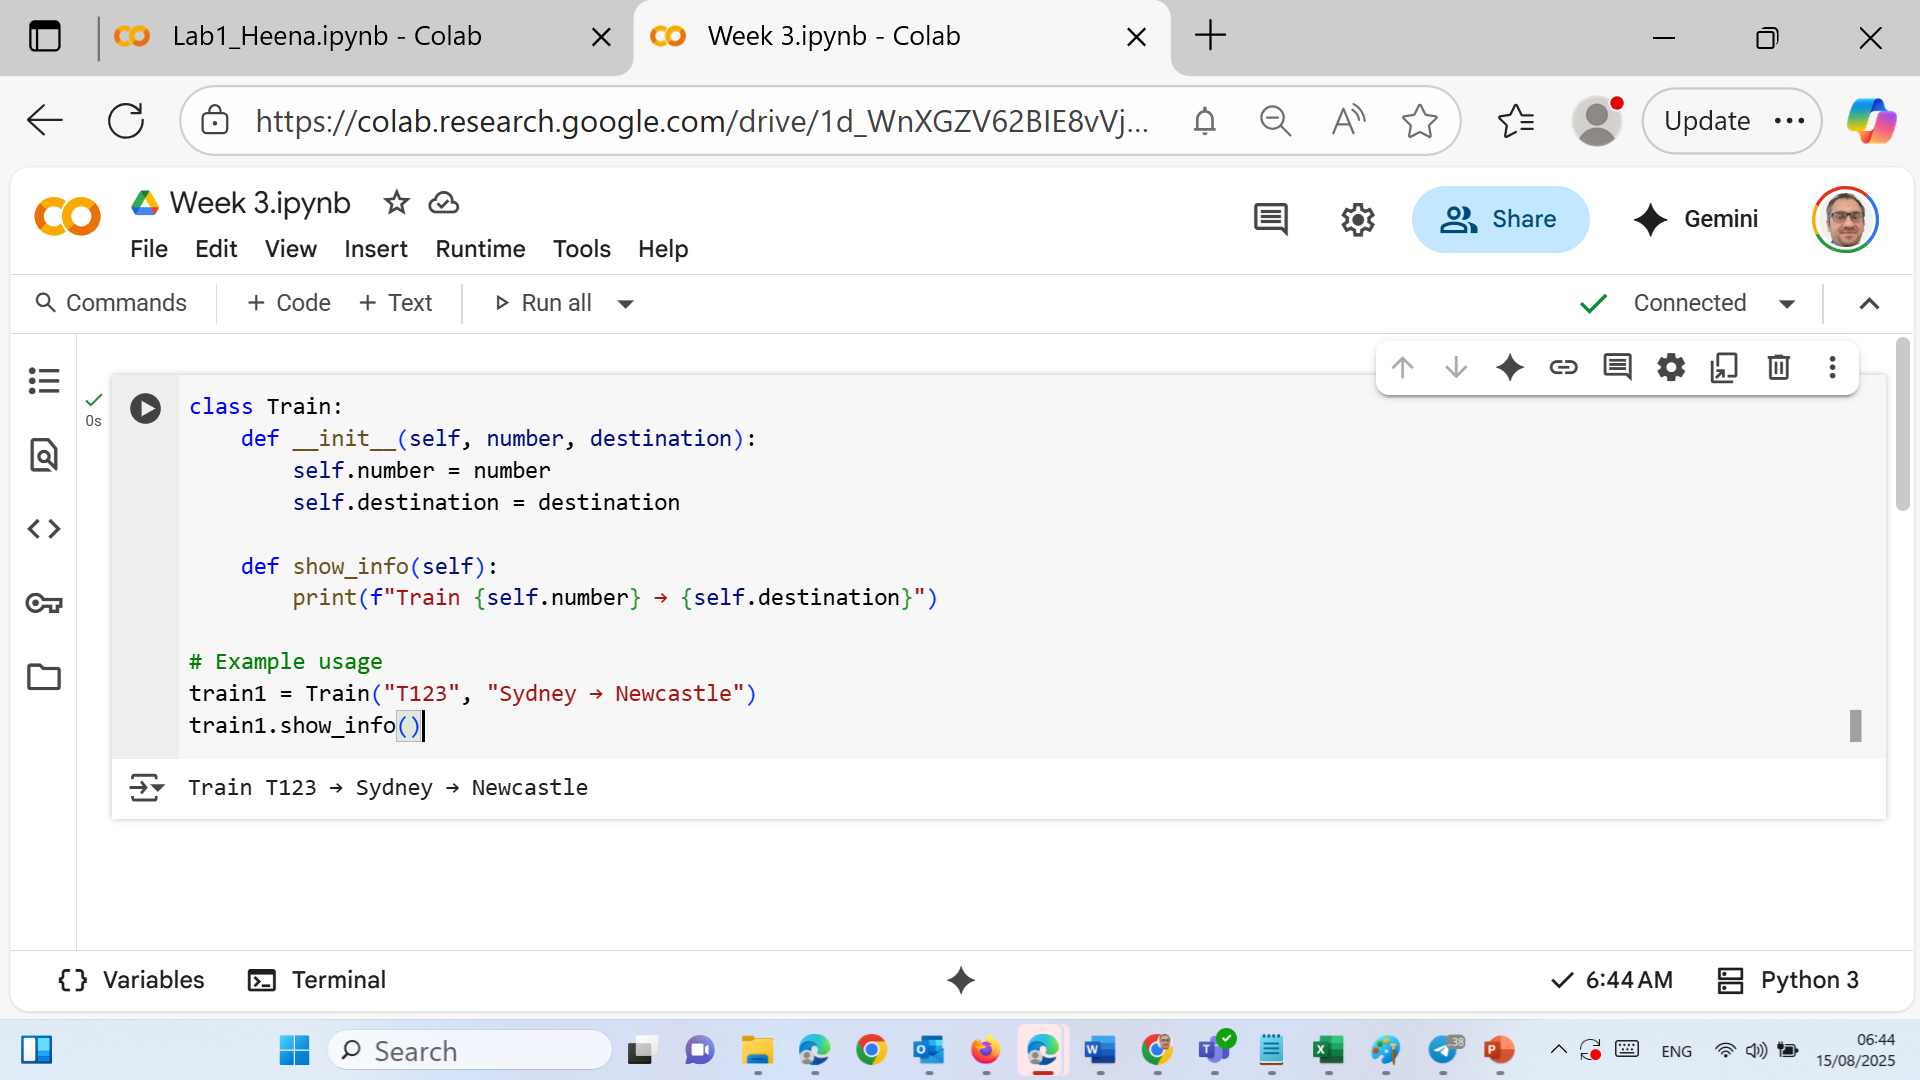 Lab1_Heena.ipynb - Colab
Week 3.ipynb - Colab
https://colab.research.google.com/drive/1d_WnXGZV62BIE8vVj...
Update
Week 3.ipynb
File Edit View Insert Runtime Tools Help
Share
Gemini
Commands
+ Code + Text
Run all
Connected
0s
class Train:
    def __init__(self, number, destination):
        self.number = number
        self.destination = destination
    def show_info(self):
        print(f"Train {self.number} → {self.destination}")
# Example usage
train1 = Train("T123", "Sydney → Newcastle")
train1.show_info()
Train T123 → Sydney → Newcastle
Variables
Terminal
6:44 AM
Python 3
Search
38
ENG
06:44
15/08/2025